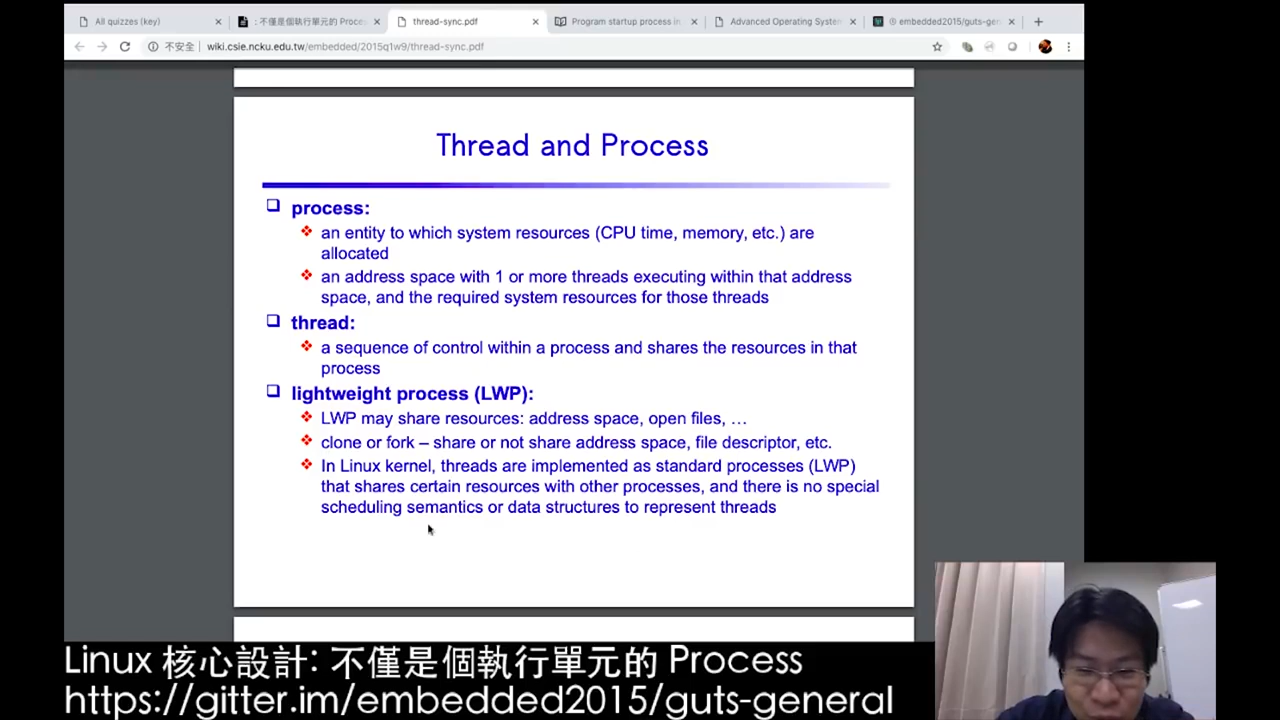 All quizzes (key)
: 不僅是個執行單元的 Proces
thread-sync.pdf
Program startup process in
Advanced Operating System
embedded2015/guts-gen
不安全 | wiki.csie.ncku.edu.tw/embedded/2015q1w9/thread-sync.pdf
Thread and Process
process:
an entity to which system resources (CPU time, memory, etc.) are
allocated
an address space with 1 or more threads executing within that address
space, and the required system resources for those threads
thread:
a sequence of control within a process and shares the resources in that
process
lightweight process (LWP):
LWP may share resources: address space, open files, …
clone or fork – share or not share address space, file descriptor, etc.
In Linux kernel, threads are implemented as standard processes (LWP)
that shares certain resources with other processes, and there is no special
scheduling semantics or data structures to represent threads
Linux 核心設計: 不僅是個執行單元的 Process
https://gitter.im/embedded2015/guts-general